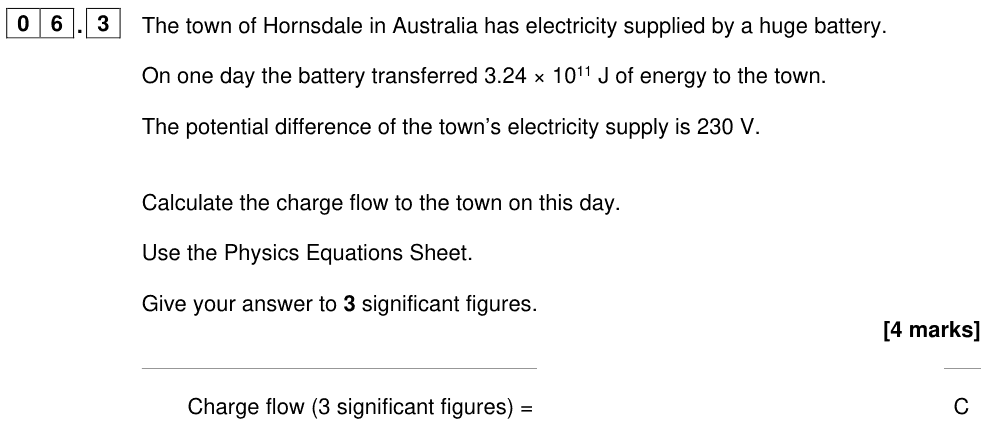 06.3 The town of Hornsdale in Australia has electricity supplied by a huge battery.
On one day the battery transferred 3.24 × 10¹¹ J of energy to the town.
The potential difference of the town's electricity supply is 230 V.
Calculate the charge flow to the town on this day.
Use the Physics Equations Sheet.
Give your answer to 3 significant figures.
[4 marks]
Charge flow (3 significant figures) = C